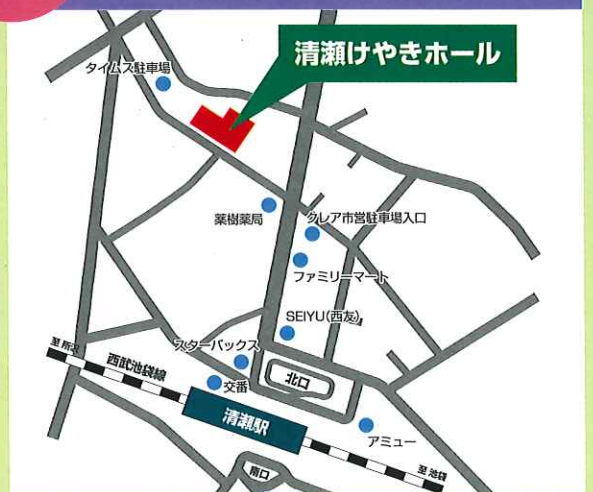 清瀬けやきホール
タイムス駐車場
薬樹薬局
クレア市営駐車場入口
ファミリーマート
SEIYU(西友)
スターバックス
至 所沢
西武池袋線
北口
交番
清瀬駅
アミュー
至 池袋
南口